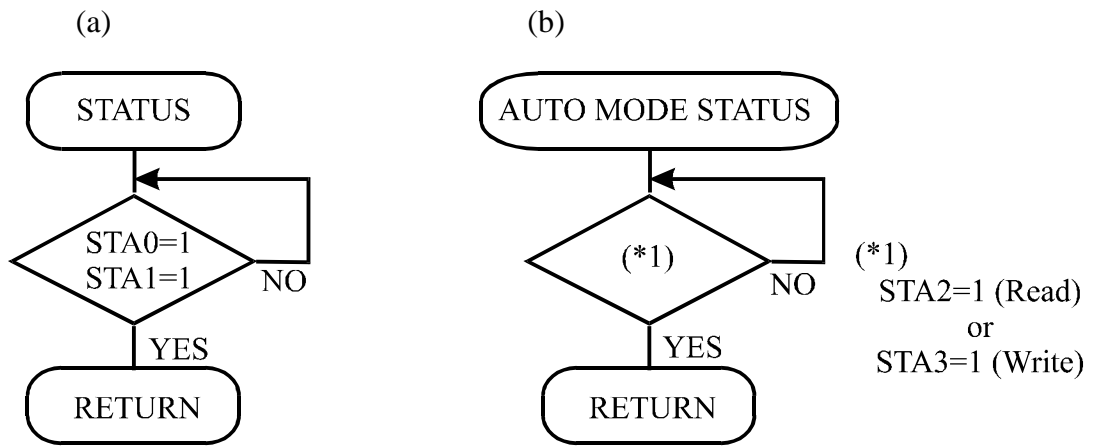 (a)
STATUS
STA0=1
STA1=1
NO
YES
RETURN
(b)
AUTO MODE STATUS
(*1)
NO
YES
RETURN
(*1)
STA2=1 (Read)
or
STA3=1 (Write)